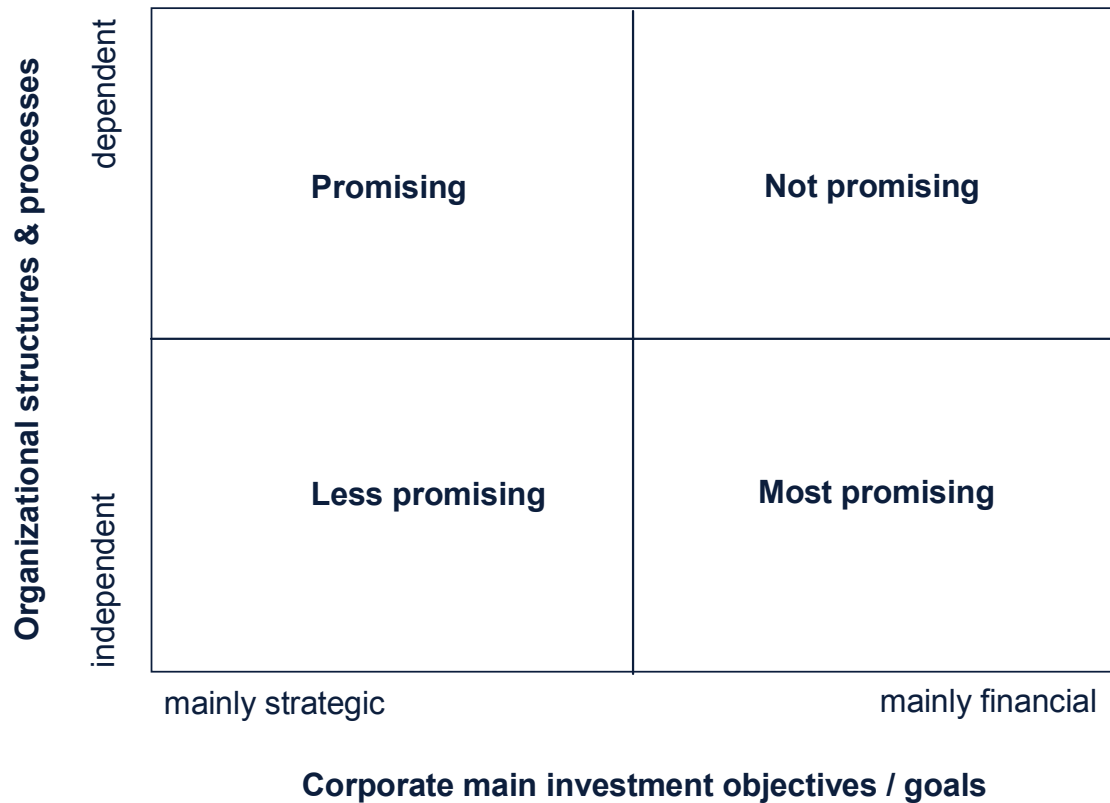 Organizational structures & processes
dependent
independent
Promising
Not promising
Less promising
Most promising
mainly strategic
mainly financial
Corporate main investment objectives / goals